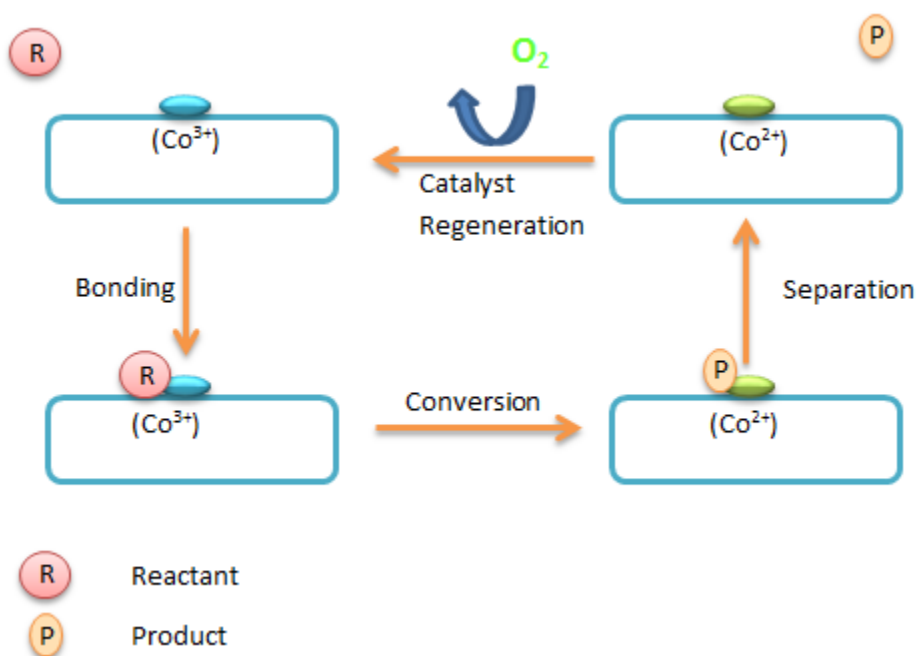 R
O₂
P
(Co³⁺)
(Co²⁺)
Catalyst
Regeneration
Bonding
Separation
R
P
(Co³⁺)
Conversion
(Co²⁺)
R Reactant
P Product